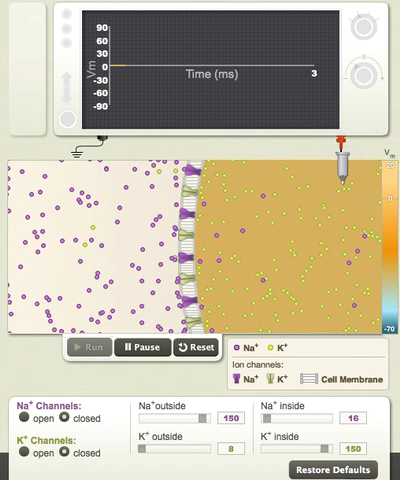 90
60
30
0
-30
-60
-90
Vm
Time (ms)
3
Vm
20
0
-70
Run
Pause
Reset
Na+ K+
Ion channels:
Na+ K+ Cell Membrane
Na+ Channels:
open closed
K+ Channels:
open closed
Na+outside
150
Na+ inside
16
K+ outside
8
K+ inside
150
Restore Defaults